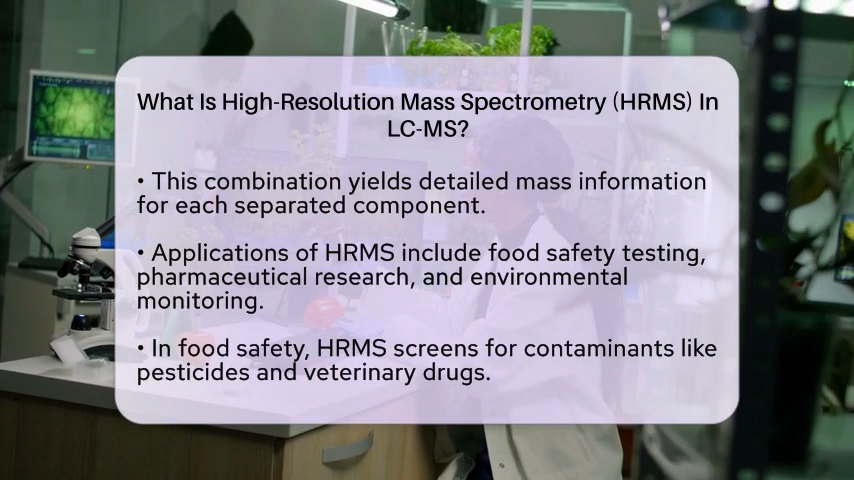 What Is High-Resolution Mass Spectrometry (HRMS) In
LC-MS?
• This combination yields detailed mass information
for each separated component.
• Applications of HRMS include food safety testing,
pharmaceutical research, and environmental
monitoring.
• In food safety, HRMS screens for contaminants like
pesticides and veterinary drugs.